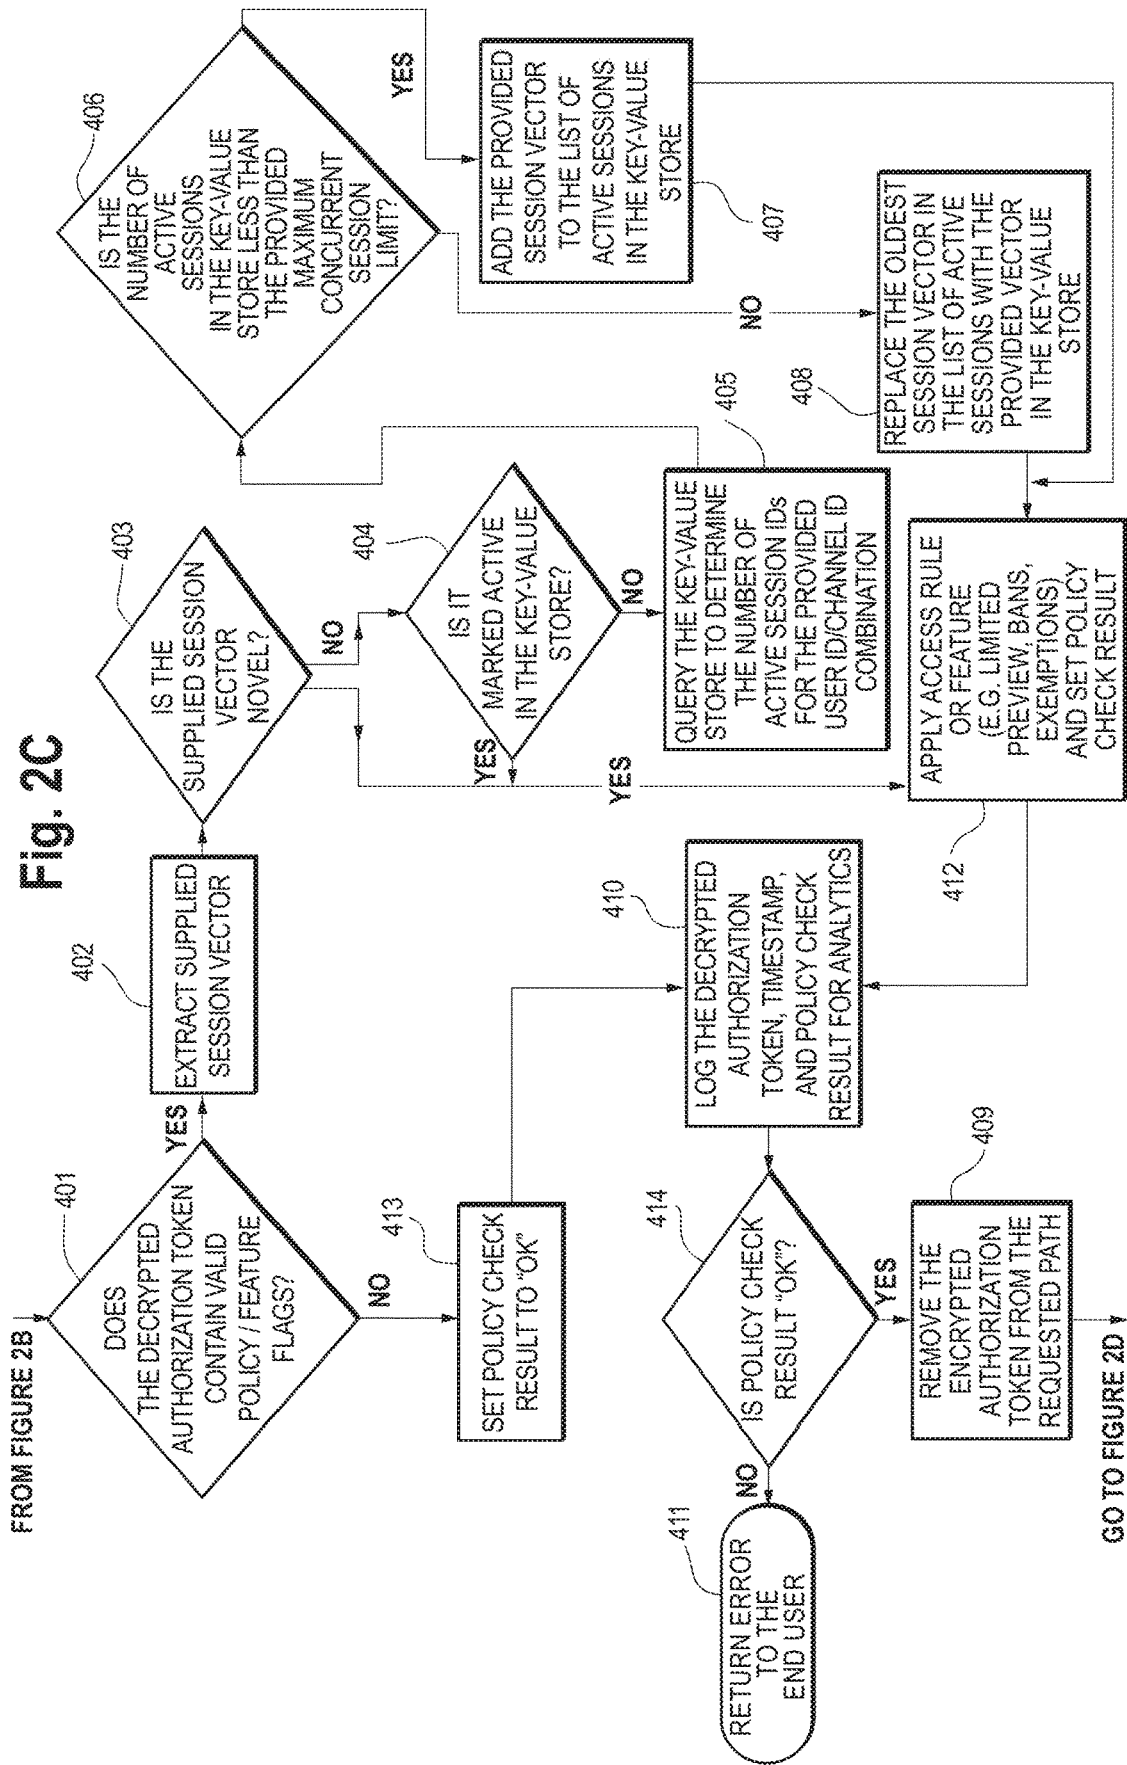 Fig. 2C
FROM FIGURE 2B
401
DOES
THE DECRYPTED
AUTHORIZATION TOKEN
CONTAIN VALID
POLICY / FEATURE
FLAGS?
YES
NO
402
EXTRACT SUPPLIED
SESSION VECTOR
403
IS THE
SUPPLIED SESSION
VECTOR
NOVEL?
NO
YES
404
IS IT
MARKED ACTIVE
IN THE KEY-VALUE
STORE?
YES
NO
405
QUERY THE KEY-VALUE
STORE TO DETERMINE
THE NUMBER OF
ACTIVE SESSION IDs
FOR THE PROVIDED
USER ID/CHANNEL ID
COMBINATION
406
IS THE
NUMBER OF
ACTIVE
SESSIONS
IN THE KEY-VALUE
STORE LESS THAN
THE PROVIDED
MAXIMUM
CONCURRENT
SESSION
LIMIT?
YES
NO
ADD THE PROVIDED
SESSION VECTOR
TO THE LIST OF
ACTIVE SESSIONS
IN THE KEY-VALUE
STORE
407
408
REPLACE THE OLDEST
SESSION VECTOR IN
THE LIST OF ACTIVE
SESSIONS WITH THE
PROVIDED VECTOR
IN THE KEY-VALUE
STORE
413
SET POLICY CHECK
RESULT TO "OK"
410
LOG THE DECRYPTED
AUTHORIZATION
TOKEN, TIMESTAMP,
AND POLICY CHECK
RESULT FOR ANALYTICS
APPLY ACCESS RULE
OR FEATURE
(E.G. LIMITED
PREVIEW, BANS,
EXEMPTIONS)
AND SET POLICY
CHECK RESULT
412
414
IS POLICY CHECK
RESULT "OK"?
NO
YES
411
RETURN ERROR
TO THE
END USER
409
REMOVE THE
ENCRYPTED
AUTHORIZATION
TOKEN FROM THE
REQUESTED PATH
GO TO FIGURE 2D